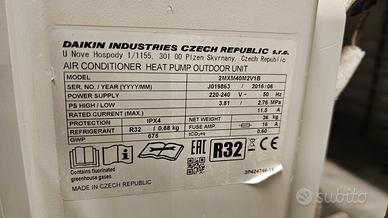 DAIKIN INDUSTRIES CZECH REPUBLIC s.r.o.
U Nove Hospody 1/1155, 301 00 Plzen Skvrnany, Czech Republic
AIR CONDITIONER HEAT PUMP OUTDOOR UNIT
MODEL 2MXM40M2V1B
SER. NO. / YEAR (YYYY/MM) J019863 / 2016/06
POWER SUPPLY 220-240 V ~ 50 Hz
PS HIGH / LOW 3.81 / 2.76 MPa
RATED CURRENT (MAX.) 11.5 A
PROTECTION IPX4 NET WEIGHT 36 kg
REFRIGERANT R32 / 0.88 kg FUSE AMP. 16 A
GWP 675 tCO₂eq 0.60
Contains fluorinated
greenhouse gases
EAC
R32
MADE IN CZECH REPUBLIC
subito